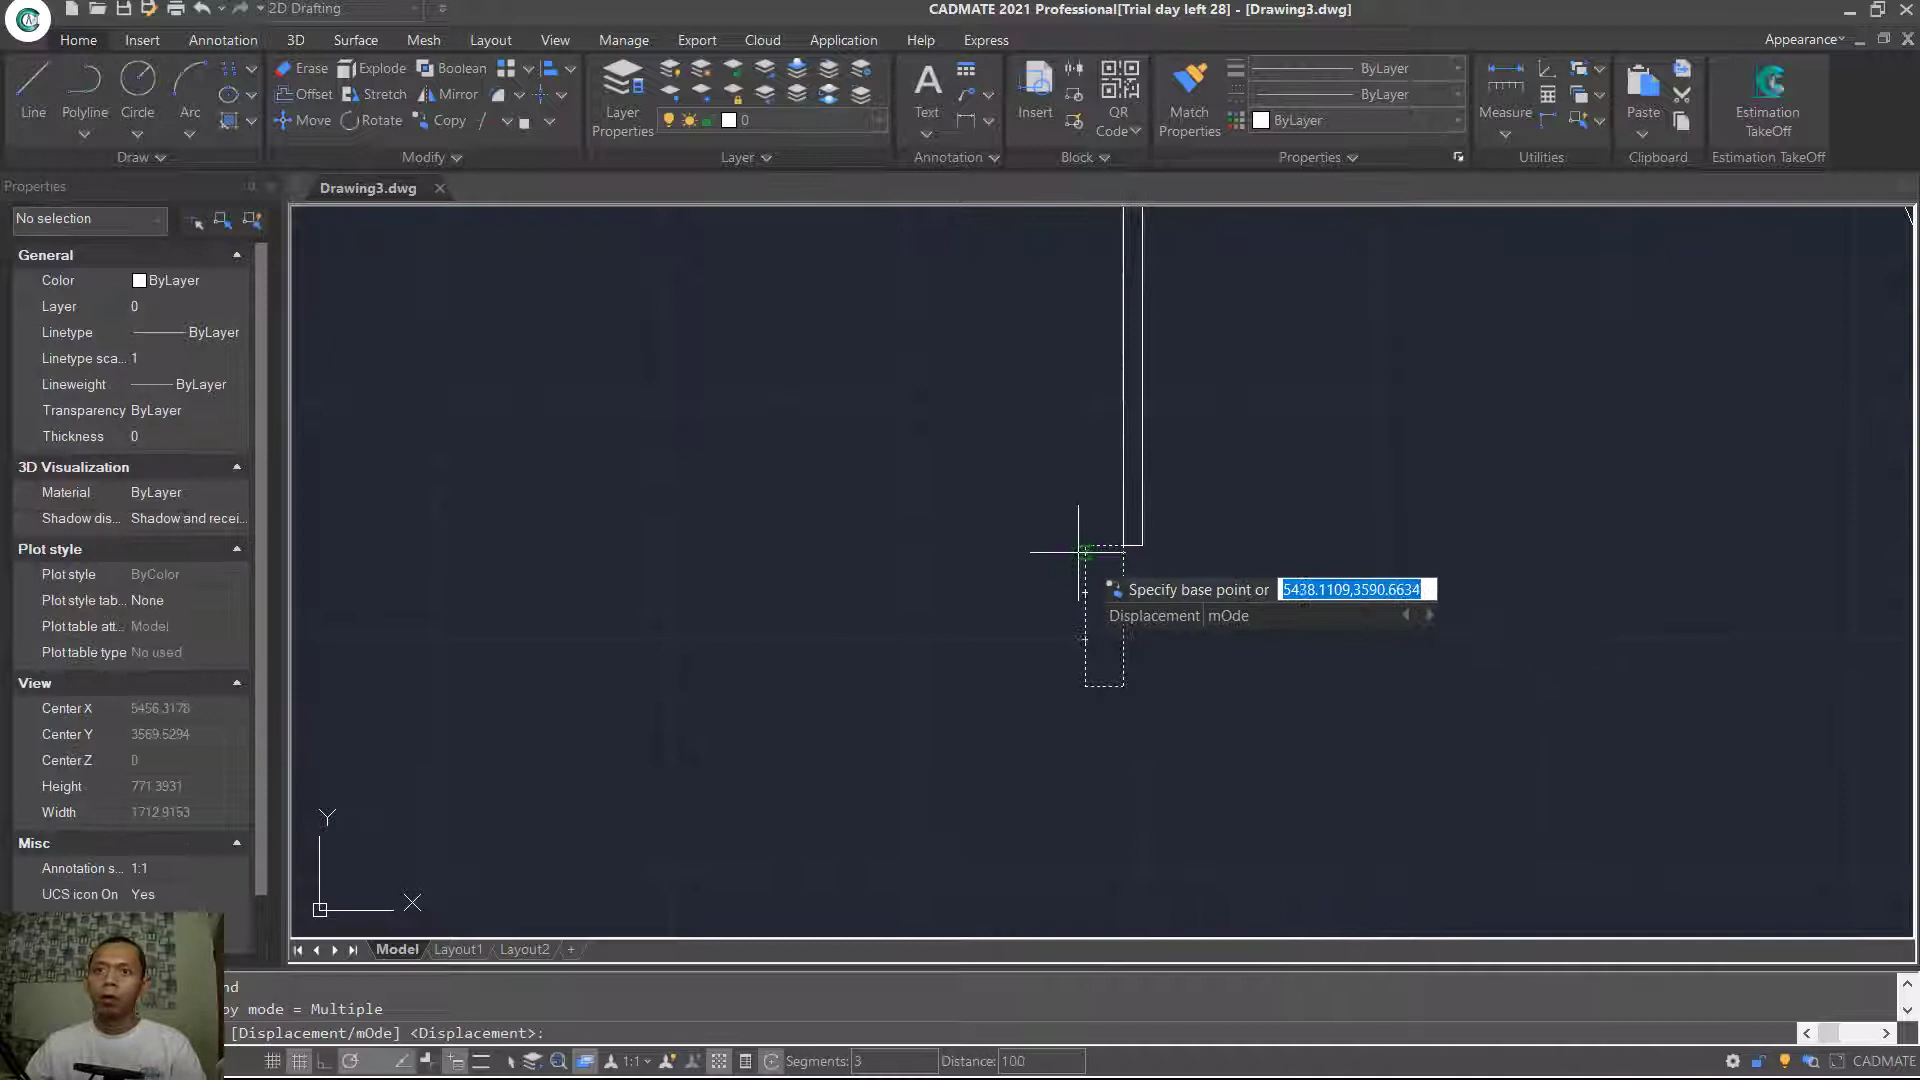 2D Drafting
CADMATE 2021 Professional[Trial day left 28] - [Drawing3.dwg]
Home Insert Annotation 3D Surface Mesh Layout View Manage Export Cloud Application Help Express
Appearance
Line
Polyline
Circle
Arc
Draw
Erase Explode Boolean
Offset Stretch Mirror
Move Rotate Copy
Modify
Layer Properties
0
Layer
Text
Annotation
Insert
QR Code
Block
Match Properties
ByLayer
ByLayer
ByLayer
Properties
Measure
Utilities
Paste
Clipboard
Estimation TakeOff
Estimation TakeOff
Properties
Drawing3.dwg
No selection
General
Color ByLayer
Layer 0
Linetype ByLayer
Linetype sca... 1
Lineweight ByLayer
Transparency ByLayer
Thickness 0
3D Visualization
Material ByLayer
Shadow dis... Shadow and recei...
Plot style
Plot style ByColor
Plot style tab... None
Plot table att... Model
Plot table type No used
View
Center X 5456.3178
Center Y 3569.5294
Center Z 0
Height 771.3931
Width 1712.9153
Misc
Annotation s... 1:1
UCS icon On Yes
Specify base point or 5438.1109,3590.6634
Displacement mOde
Y
X
Model Layout1 Layout2 +
nd
py mode = Multiple
[Displacement/mOde] <Displacement>:
1:1 Segments: 3 Distance: 100 CADMATE